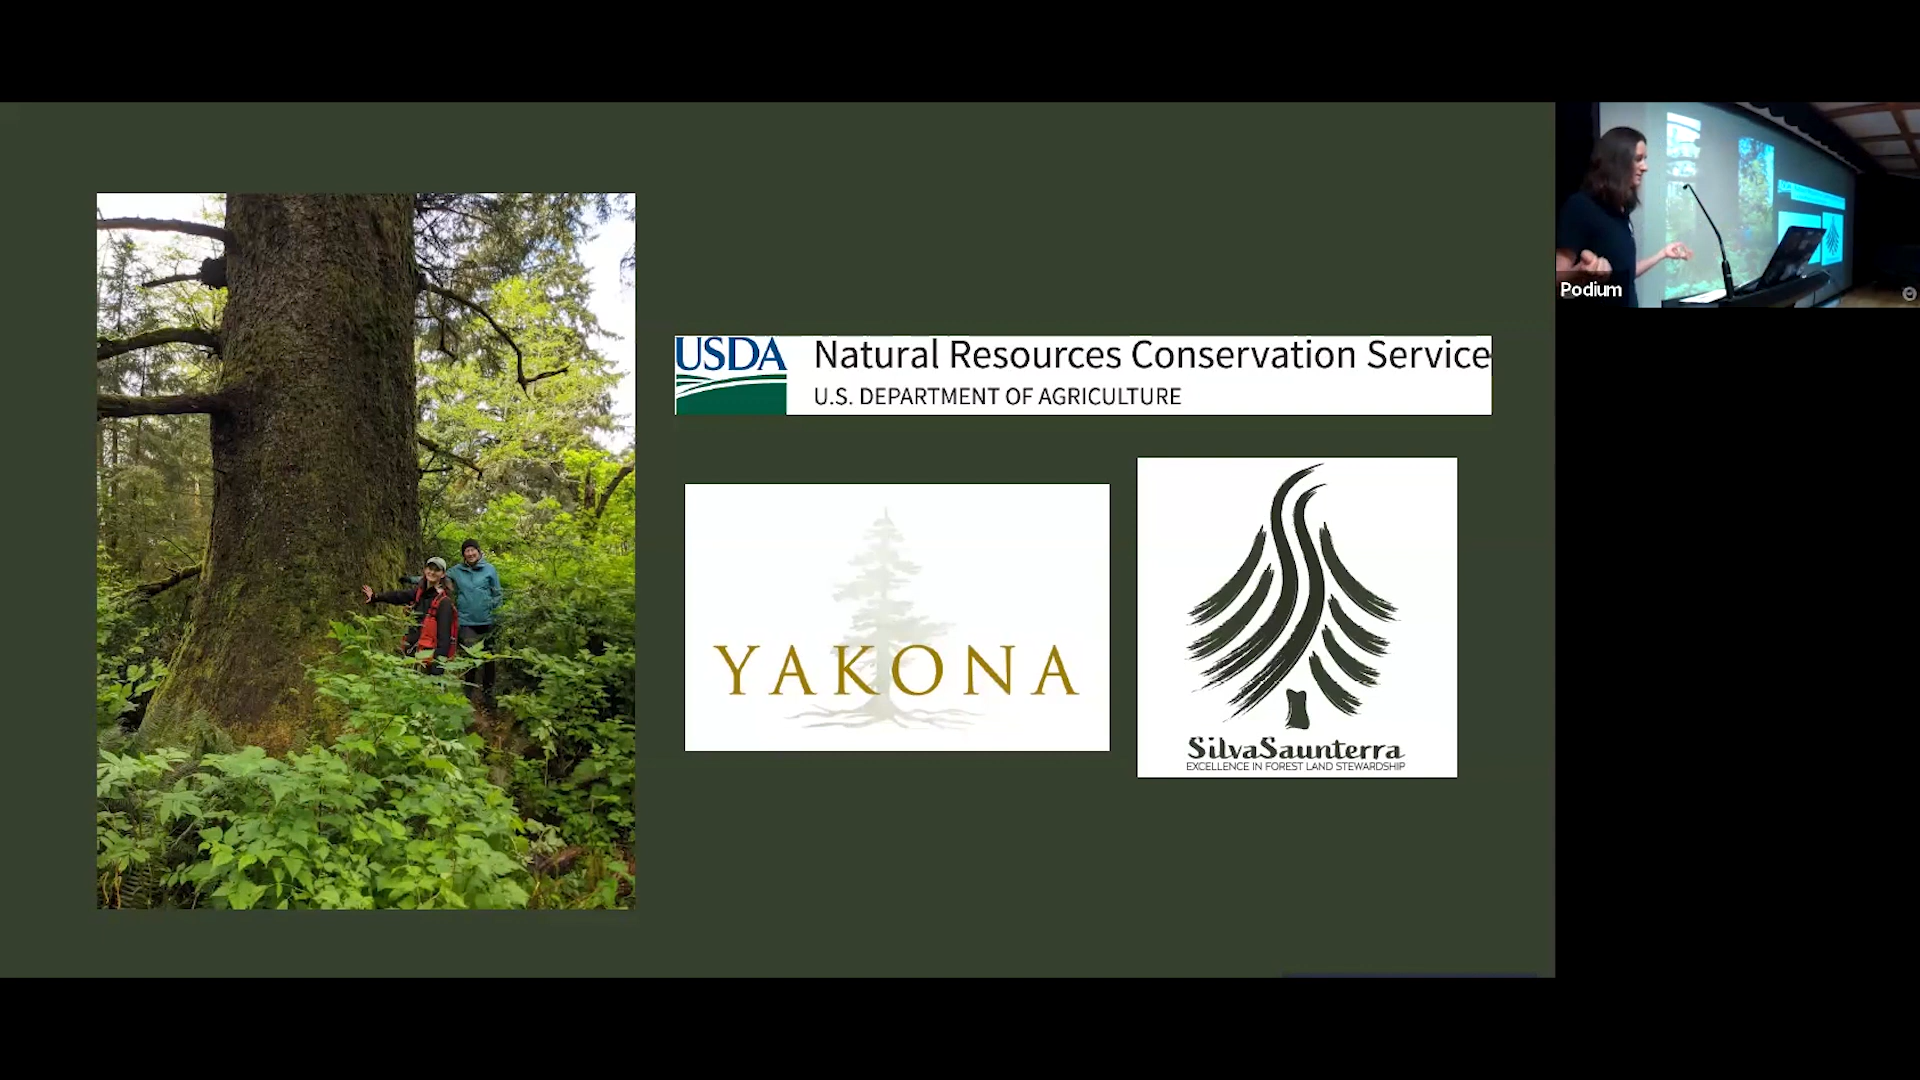 USDA Natural Resources Conservation Service
U.S. DEPARTMENT OF AGRICULTURE
YAKONA
SilvaSaunterra
EXCELLENCE IN FOREST LAND STEWARDSHIP
Podium